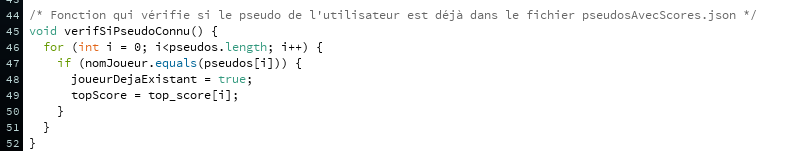 44 /* Fonction qui vérifie si le pseudo de l'utilisateur est déjà dans le fichier pseudosAvecScores.json */
45 void verifSiPseudoConnu() {
46   for (int i = 0; i<pseudos.length; i++) {
47     if (nomJoueur.equals(pseudos[i])) {
48       joueurDejaExistant = true;
49       topScore = top_score[i];
50     }
51   }
52 }